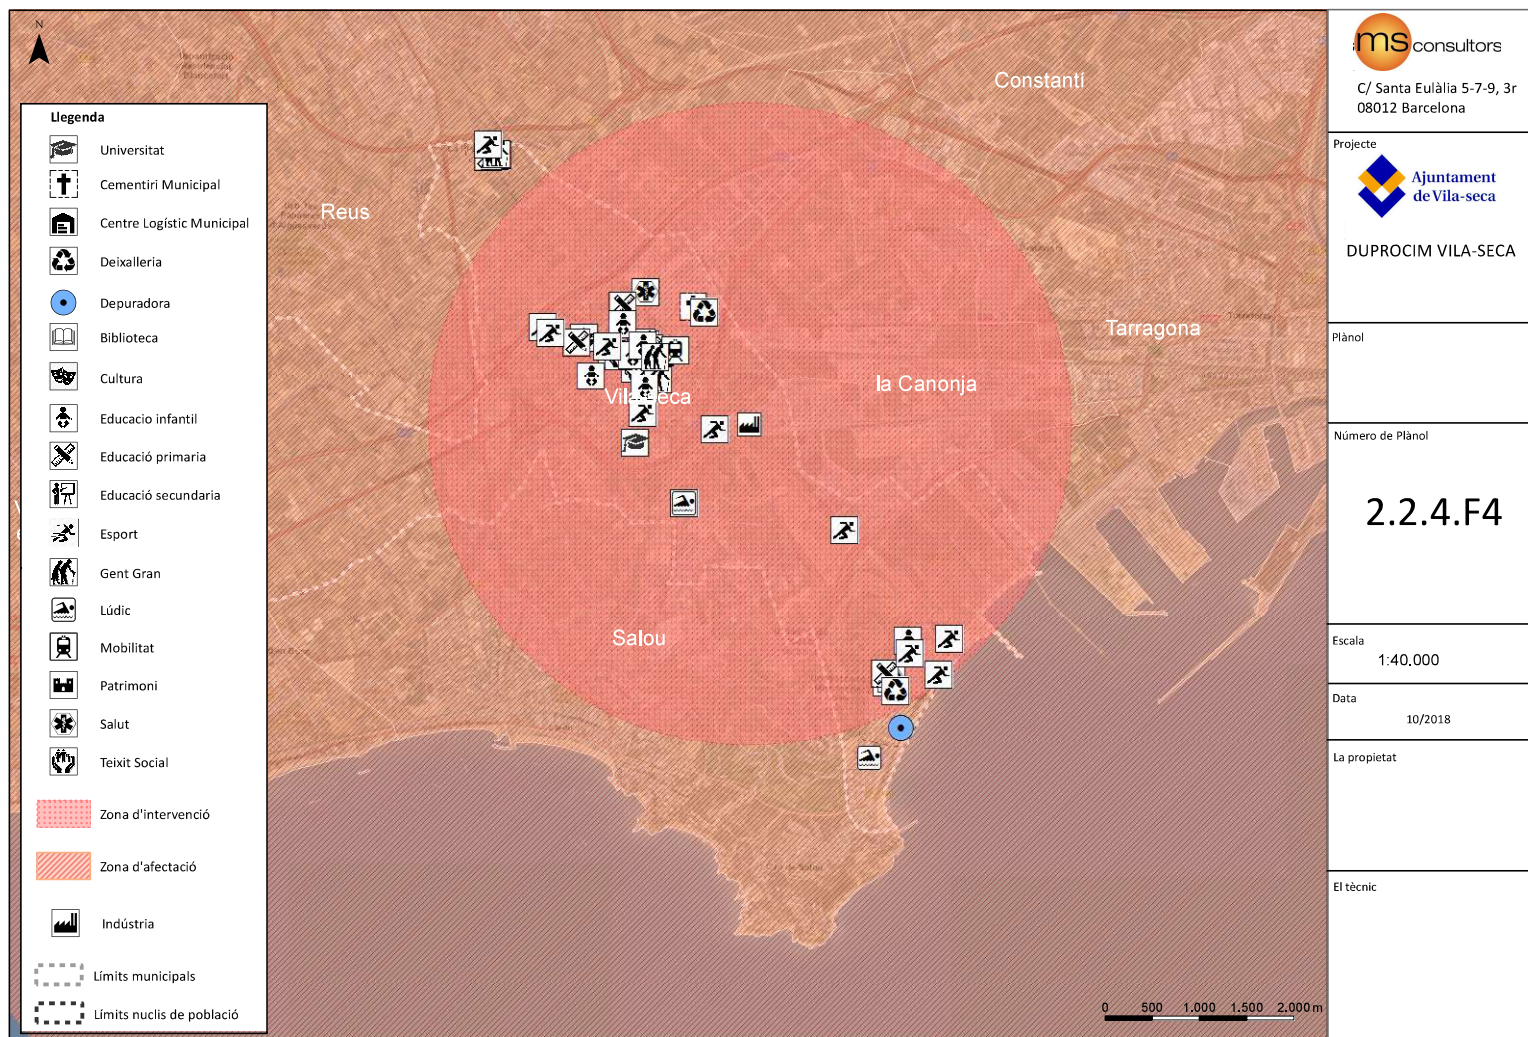 N
Constantí
Reus
Tarragona
la Canonja
Vila-seca
Salou
Llegenda
Universitat
Cementiri Municipal
Centre Logístic Municipal
Deixalleria
Depuradora
Biblioteca
Cultura
Educacio infantil
Educació primaria
Educació secundaria
Esport
Gent Gran
Lúdic
Mobilitat
Patrimoni
Salut
Teixit Social
Zona d'intervenció
Zona d'afectació
Indústria
Límits municipals
Límits nuclis de població
0 500 1.000 1.500 2.000 m
ms consultors
C/ Santa Eulàlia 5-7-9, 3r
08012 Barcelona
Projecte
Ajuntament
de Vila-seca
DUPROCIM VILA-SECA
Plànol
Número de Plànol
2.2.4.F4
Escala
1:40.000
Data
10/2018
La propietat
El tècnic